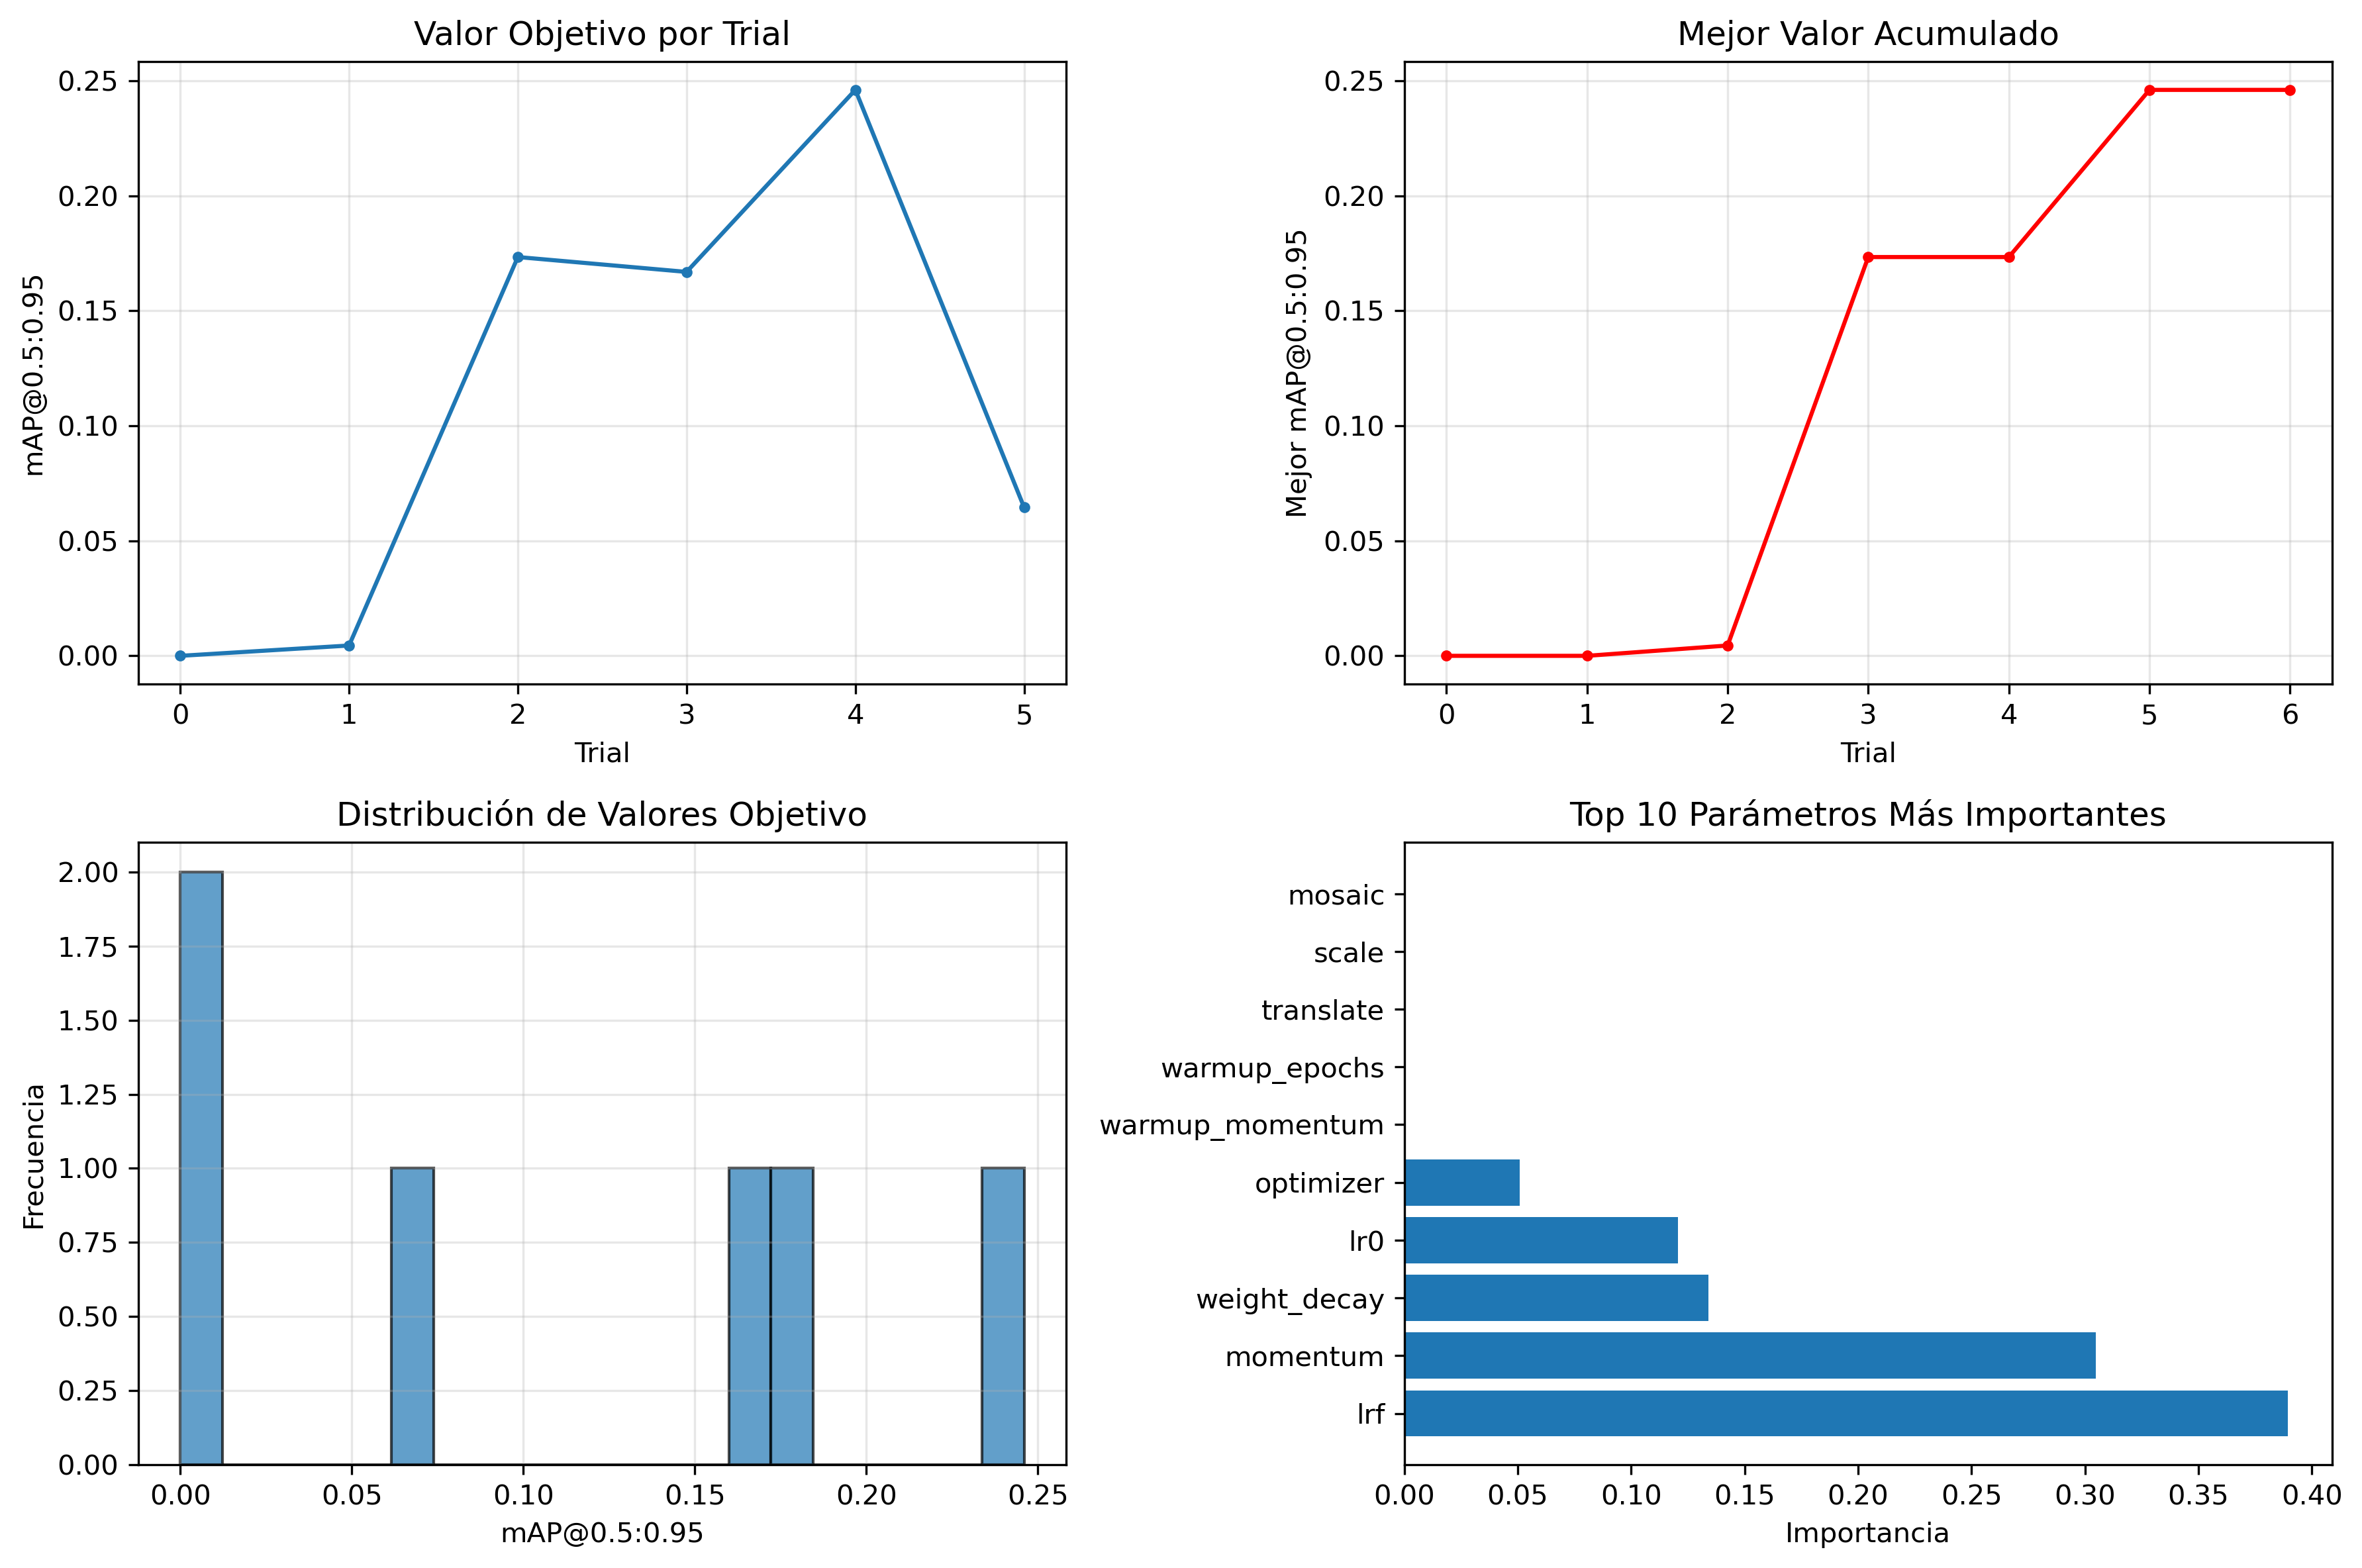 Valor Objetivo por Trial
0.25
0.20
0.15
0.10
0.05
0.00
mAP@0.5:0.95
0 1 2 3 4 5
Trial
Mejor Valor Acumulado
0.25
0.20
0.15
0.10
0.05
0.00
Mejor mAP@0.5:0.95
0 1 2 3 4 5 6
Trial
Distribución de Valores Objetivo
2.00
1.75
1.50
1.25
1.00
0.75
0.50
0.25
0.00
Frecuencia
0.00 0.05 0.10 0.15 0.20 0.25
mAP@0.5:0.95
Top 10 Parámetros Más Importantes
mosaic
scale
translate
warmup_epochs
warmup_momentum
optimizer
lr0
weight_decay
momentum
lrf
0.00 0.05 0.10 0.15 0.20 0.25 0.30 0.35 0.40
Importancia